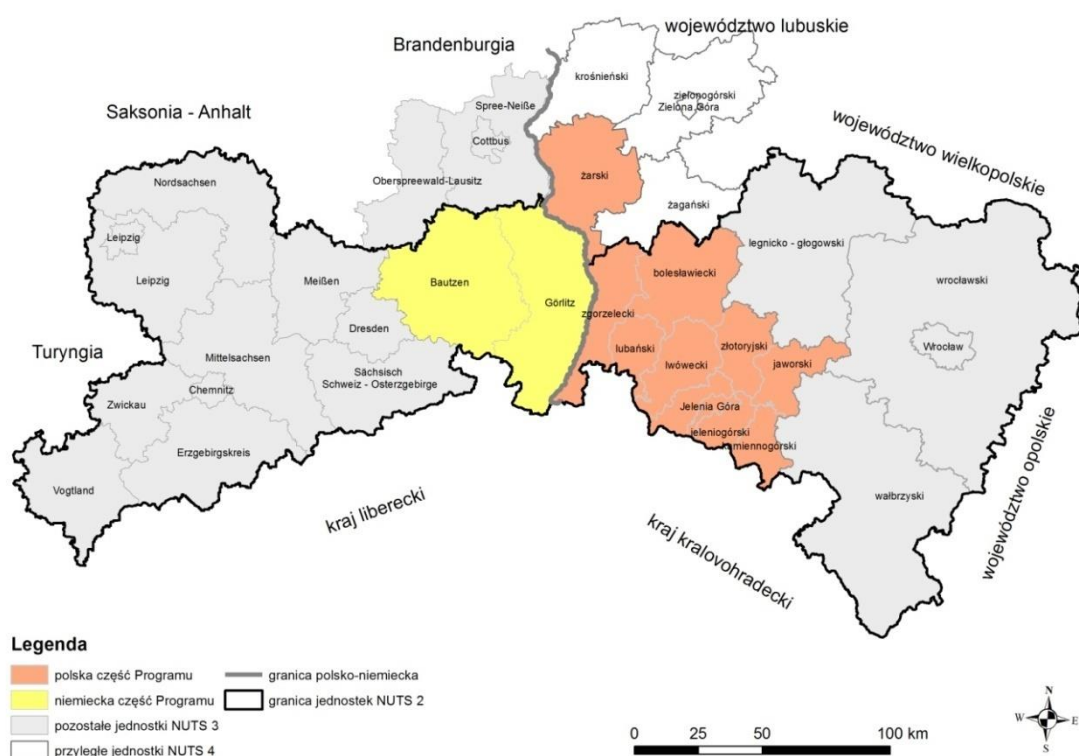 województwo lubuskie
Brandenburgia
krośnieński
Spree-Neiße
zielonogórski
Zielona Góra
Saksonia - Anhalt
Cottbus
województwo wielkopolskie
Nordsachsen
Oberspreewald-Lausitz
żarski
żagański
Leipzig
legnicko - głogowski
Leipzig
Meißen
Bautzen
Görlitz
bolesławiecki
wrocławski
zgorzelecki
Dresden
Turyngia
Mittelsachsen
lubański
lwówecki
złotoryjski
jaworski
Wrocław
Sächsisch
Schweiz - Osterzgebirge
Chemnitz
Zwickau
Jelenia Góra
jeleniogórski
kamiennogórski
Erzgebirgskreis
Vogtland
kraj liberecki
kraj kralovohradecki
wałbrzyski
województwo opolskie
Legenda
polska część Programu
granica polsko-niemiecka
niemiecka część Programu
granica jednostek NUTS 2
pozostałe jednostki NUTS 3
przyległe jednostki NUTS 4
0 25 50 100 km
N
W E
S